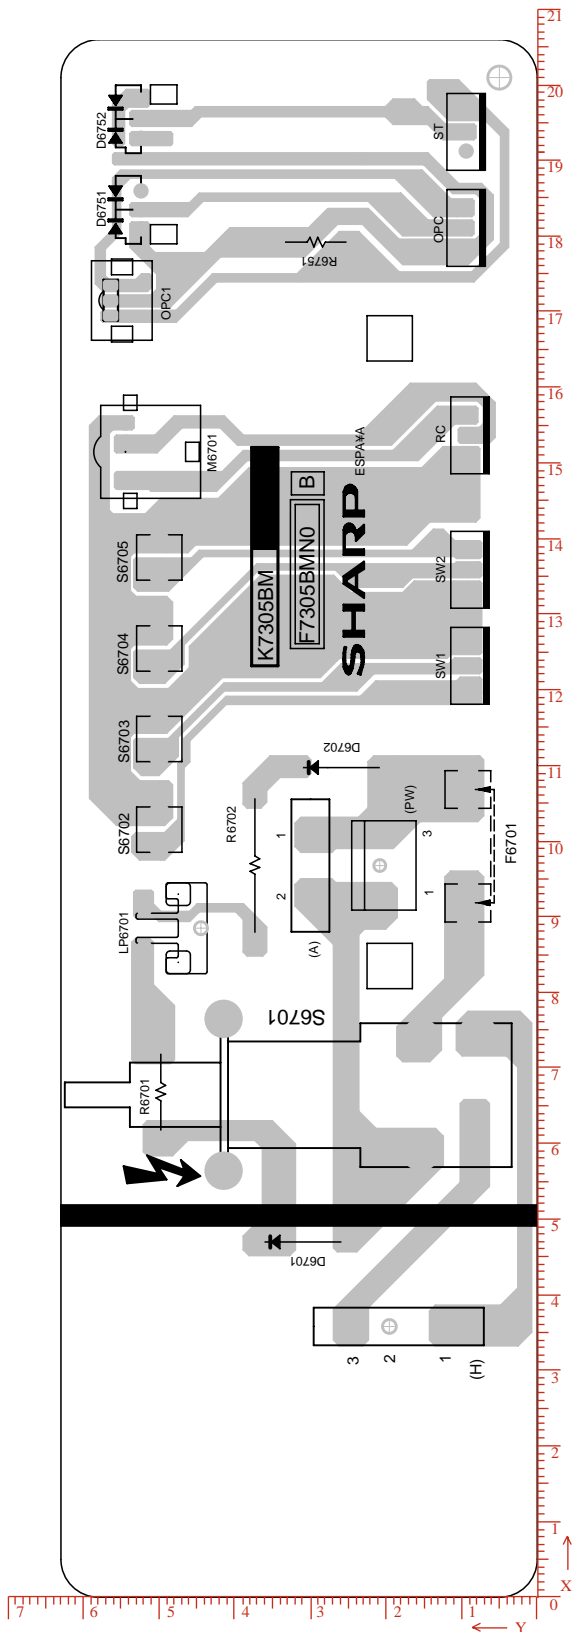 21
20
D6752
ST
19
D6751
OPC
18
R6751
OPC1
17
16
RC
M6701
ESPA¥A
15
B
S6705
14
K7305BM
F7305BMN0
SHARP
SW2
13
S6704
SW1
S6703
12
D6702
11
S6702
R6702
1
(PW)
3
F6701
10
2
1
LP6701
(A)
9
8
S6701
7
R6701
6
5
D6701
4
3
2
1
(H)
3
2
1
X
7
6
5
4
3
2
1
0
Y